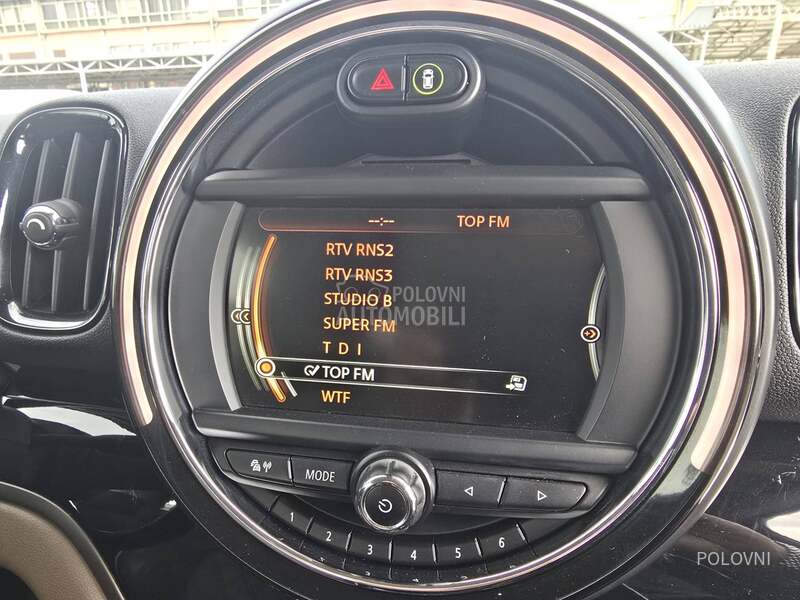 --:-- TOP FM
RTV RNS2
RTV RNS3
STUDIO B
SUPER FM
T D I
TOP FM
WTF
POLOVNI
AUTOMOBILI
MODE
1 2 3 4 5 6
POLOVNI